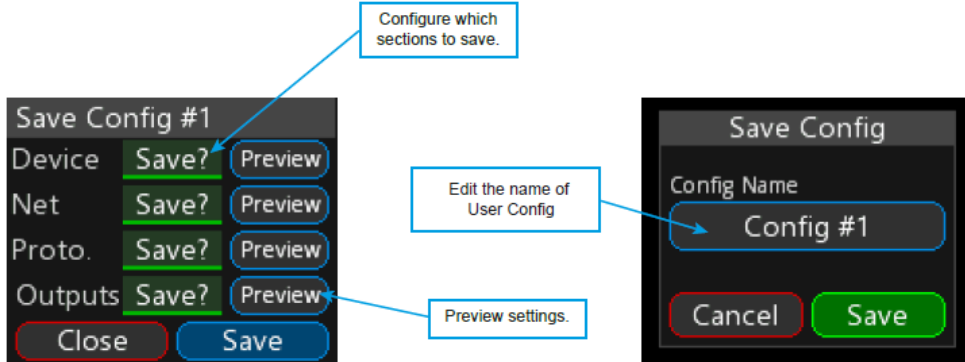 Configure which
sections to save.
Save Config #1
Device Save? Preview
Net Save? Preview
Proto. Save? Preview
Outputs Save? Preview
Close Save
Preview settings.
Edit the name of
User Config
Save Config
Config Name
Config #1
Cancel Save